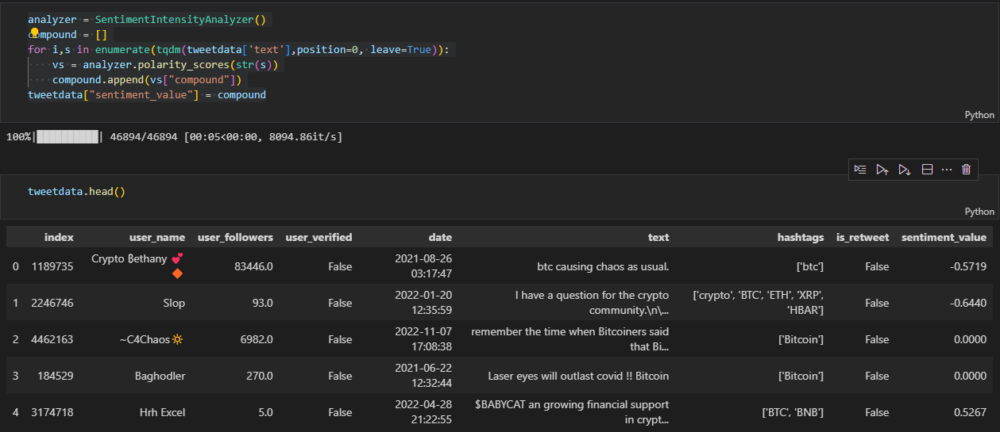 analyzer = SentimentIntensityAnalyzer()
compound = []
for i,s in enumerate(tqdm(tweetdata['text'],position=0, leave=True)):
    vs = analyzer.polarity_scores(str(s))
    compound.append(vs["compound"])
tweetdata["sentiment_value"] = compound
Python
100%|██████████| 46894/46894 [00:05<00:00, 8094.86it/s]
tweetdata.head()
Python
index user_name user_followers user_verified date text hashtags is_retweet sentiment_value
0 1189735 Crypto Bethany 💕🔶 83446.0 False 2021-08-26 03:17:47 btc causing chaos as usual. ['btc'] False -0.5719
1 2246746 Slop 93.0 False 2022-01-20 12:35:59 I have a question for the crypto community.\n\... ['crypto', 'BTC', 'ETH', 'XRP', 'HBAR'] False -0.6440
2 4462163 ~C4Chaos🔆 6982.0 False 2022-11-07 17:08:38 remember the time when Bitcoiners said that Bi... ['Bitcoin'] False 0.0000
3 184529 Baghodler 270.0 False 2021-06-22 12:32:44 Laser eyes will outlast covid !! Bitcoin ['Bitcoin'] False 0.0000
4 3174718 Hrh Excel 5.0 False 2022-04-28 21:22:55 $BABYCAT an growing financial support in crypt... ['BTC', 'BNB'] False 0.5267